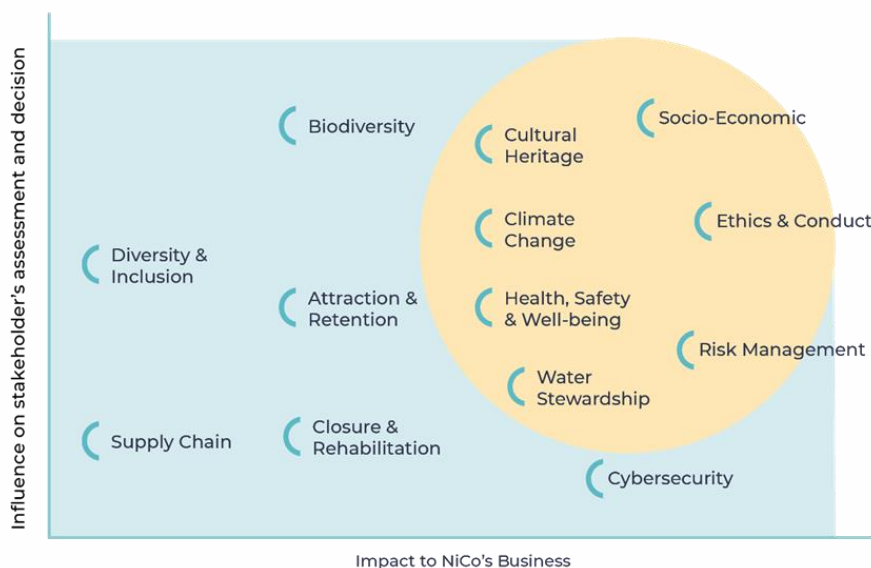 Influence on stakeholder's assessment and decision
Biodiversity
Cultural
Heritage
Socio-Economic
Diversity &
Inclusion
Climate
Change
Ethics & Conduct
Attraction &
Retention
Health, Safety
& Well-being
Risk Management
Water
Stewardship
Supply Chain
Closure &
Rehabilitation
Cybersecurity
Impact to NiCo's Business